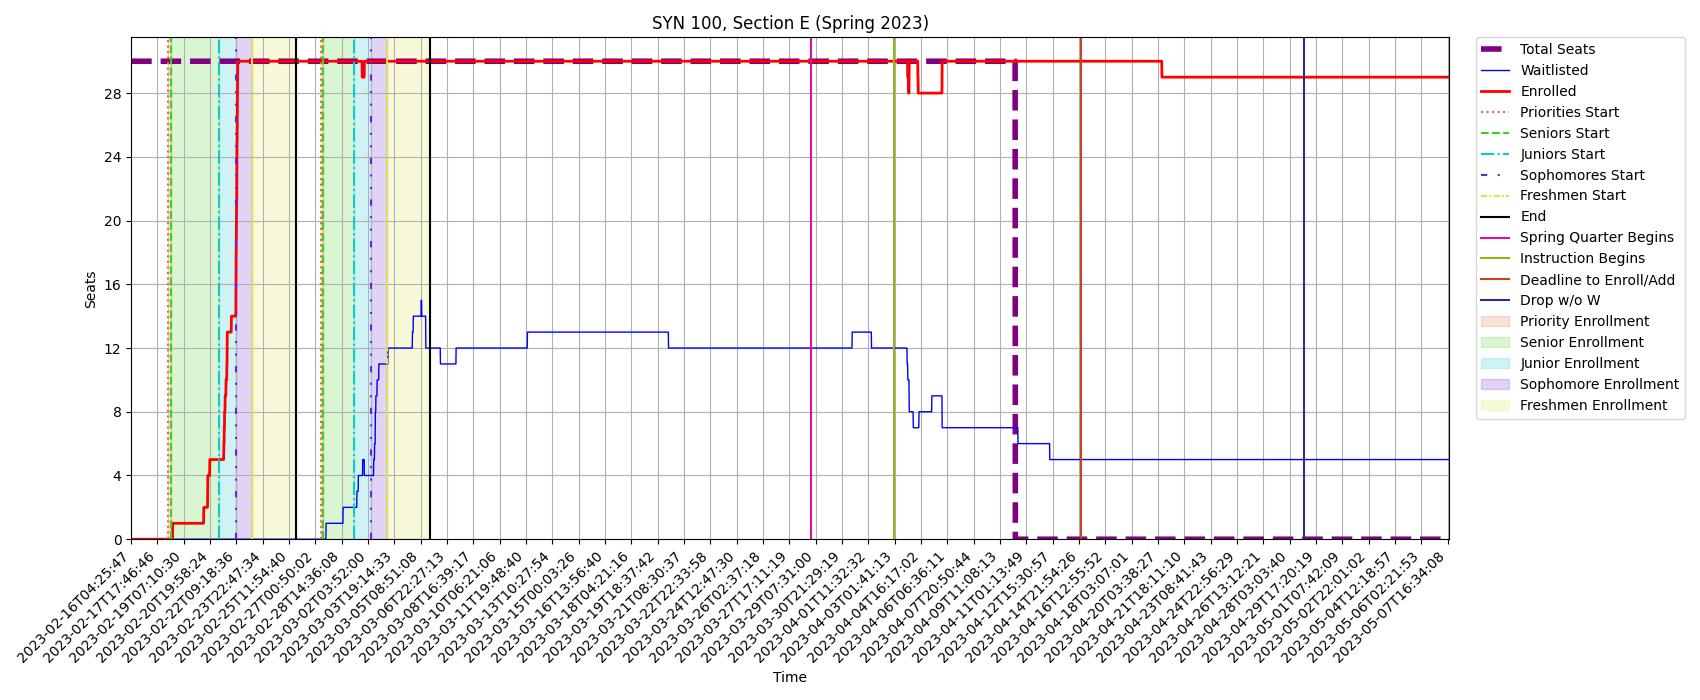 SYN 100, Section E (Spring 2023)
Seats
28
24
20
16
12
8
4
0
2023-02-16T04:25:47
2023-02-17T17:46:46
2023-02-19T07:10:30
2023-02-20T19:58:24
2023-02-22T09:18:36
2023-02-23T22:47:34
2023-02-25T11:54:40
2023-02-27T00:50:02
2023-02-28T14:36:08
2023-03-02T03:52:00
2023-03-03T19:14:33
2023-03-05T08:51:08
2023-03-06T22:27:13
2023-03-08T16:39:17
2023-03-10T06:21:06
2023-03-11T19:48:40
2023-03-13T10:27:54
2023-03-15T00:03:26
2023-03-16T13:56:40
2023-03-18T04:21:16
2023-03-19T18:37:42
2023-03-21T08:30:37
2023-03-22T22:33:58
2023-03-24T12:47:30
2023-03-26T02:37:18
2023-03-27T17:11:19
2023-03-29T07:31:00
2023-03-30T21:29:19
2023-04-01T11:32:32
2023-04-03T01:41:13
2023-04-04T16:17:02
2023-04-06T06:36:11
2023-04-07T20:50:44
2023-04-09T11:08:13
2023-04-11T01:13:49
2023-04-12T15:30:57
2023-04-14T21:54:26
2023-04-16T12:55:52
2023-04-18T03:07:01
2023-04-20T03:38:27
2023-04-21T18:11:10
2023-04-23T08:41:43
2023-04-24T22:56:29
2023-04-26T13:12:21
2023-04-28T03:03:40
2023-04-29T17:20:19
2023-05-01T07:42:09
2023-05-02T22:01:02
2023-05-04T12:18:57
2023-05-06T02:21:53
2023-05-07T16:34:08
Time
Total Seats
Waitlisted
Enrolled
Priorities Start
Seniors Start
Juniors Start
Sophomores Start
Freshmen Start
End
Spring Quarter Begins
Instruction Begins
Deadline to Enroll/Add
Drop w/o W
Priority Enrollment
Senior Enrollment
Junior Enrollment
Sophomore Enrollment
Freshmen Enrollment